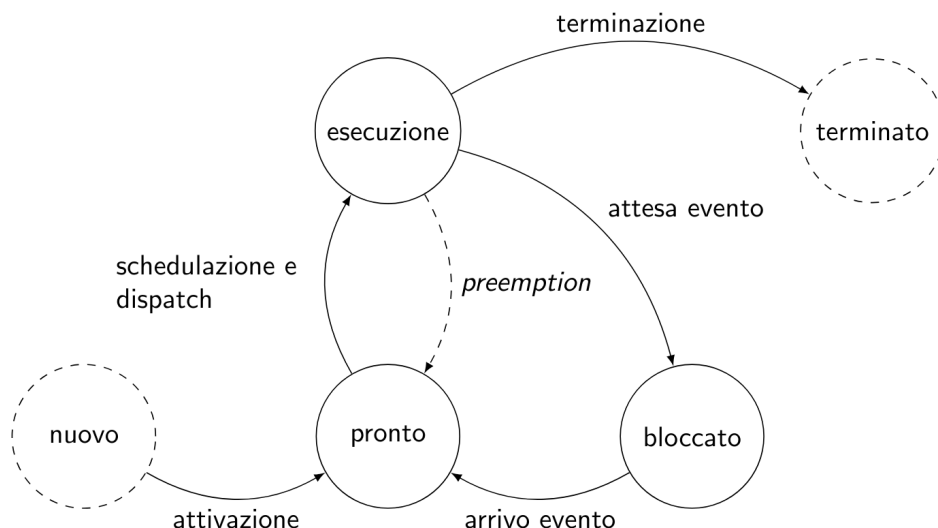 terminazione
esecuzione
terminato
attesa evento
schedulazione e
dispatch
preemption
nuovo
pronto
bloccato
attivazione
arrivo evento